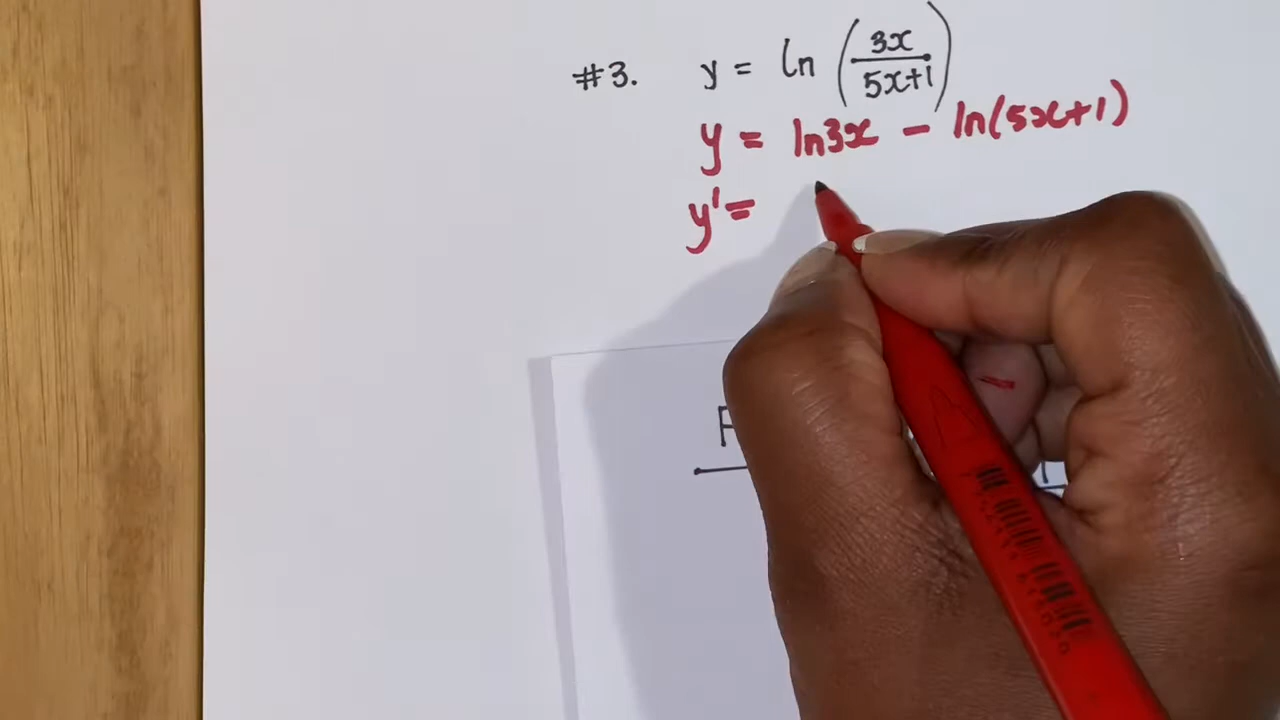 #3. y = ln (3x/5x+1)
y = ln3x - ln(5x+1)
y' =
F